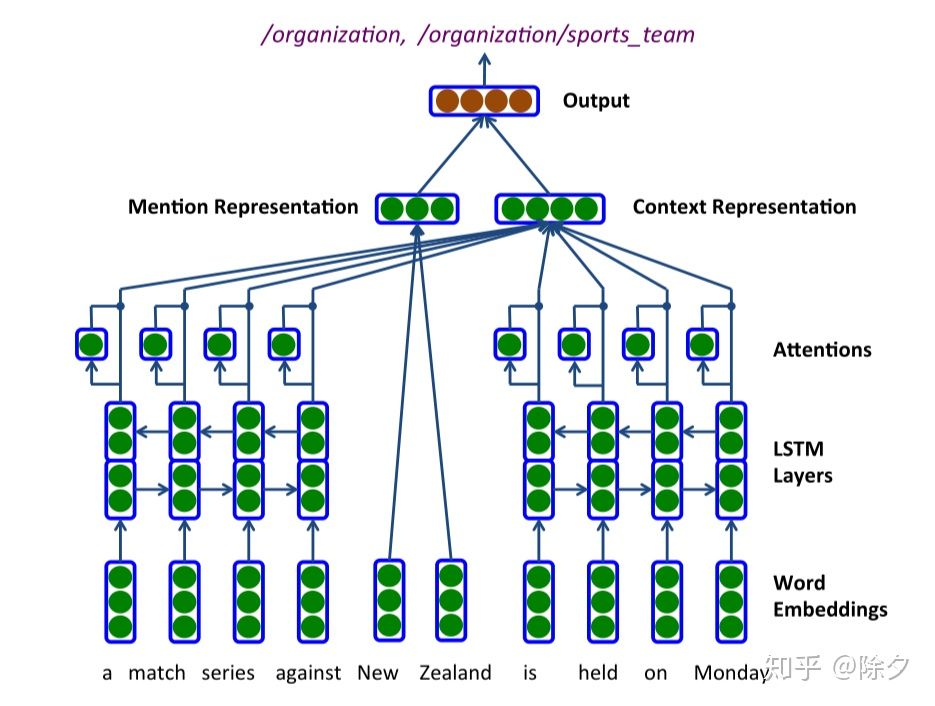 /organization, /organization/sports_team
Output
Mention Representation
Context Representation
Attentions
LSTM
Layers
Word
Embeddings
a match series against New Zealand is held on Monday
知乎 @除夕